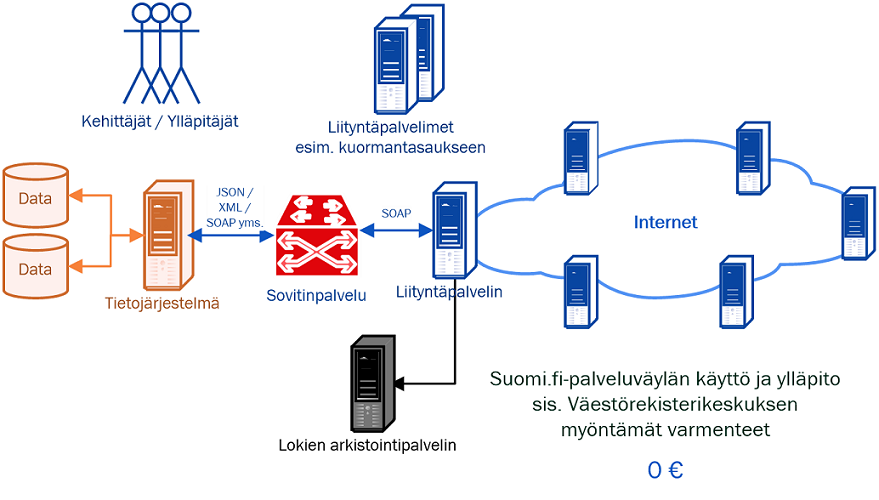 Kehittäjät / Ylläpitäjät
Liityntäpalvelimet
esim. kuormantasaukseen
Data
Data
Tietojärjestelmä
JSON /
XML /
SOAP yms.
Sovitinpalvelu
SOAP
Liityntäpalvelin
Internet
Lokien arkistointipalvelin
Suomi.fi-palveluväylän käyttö ja ylläpito
sis. Väestörekisterikeskuksen
myöntämät varmenteet
0 €